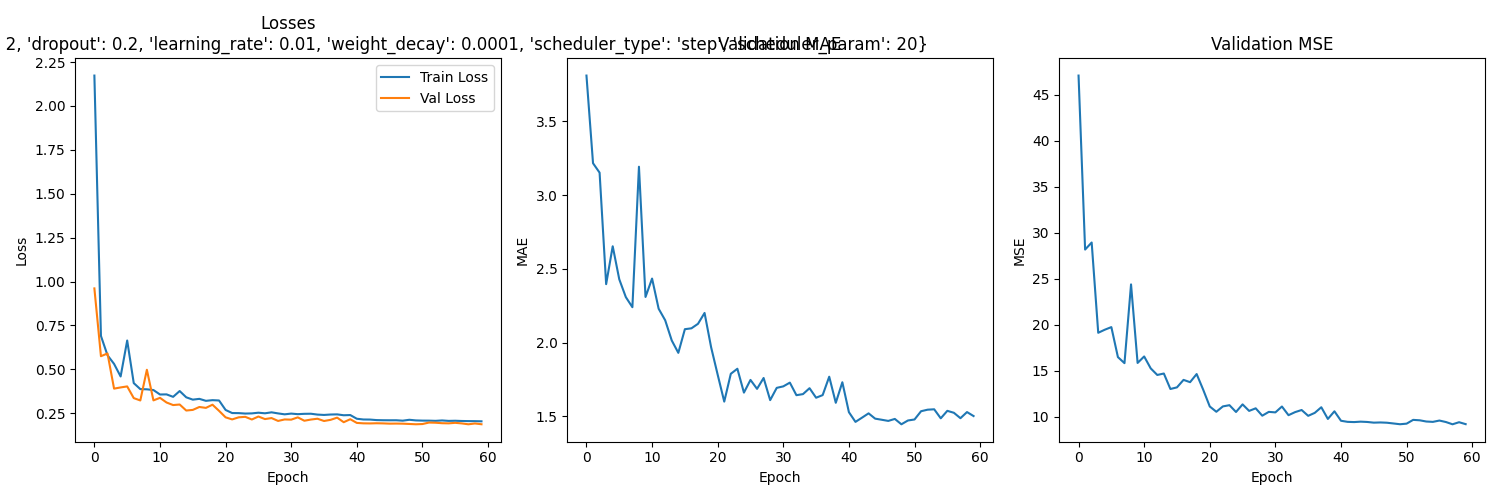 Losses
2, 'dropout': 0.2, 'learning_rate': 0.01, 'weight_decay': 0.0001, 'scheduler_type': 'step', 'scheduler_param': 20}
2.25
2.00
1.75
1.50
1.25
1.00
0.75
0.50
0.25
Loss
Train Loss
Val Loss
0 10 20 30 40 50 60
Epoch
Validation MAE
3.5
3.0
2.5
2.0
1.5
MAE
0 10 20 30 40 50 60
Epoch
Validation MSE
45
40
35
30
25
20
15
10
MSE
0 10 20 30 40 50 60
Epoch